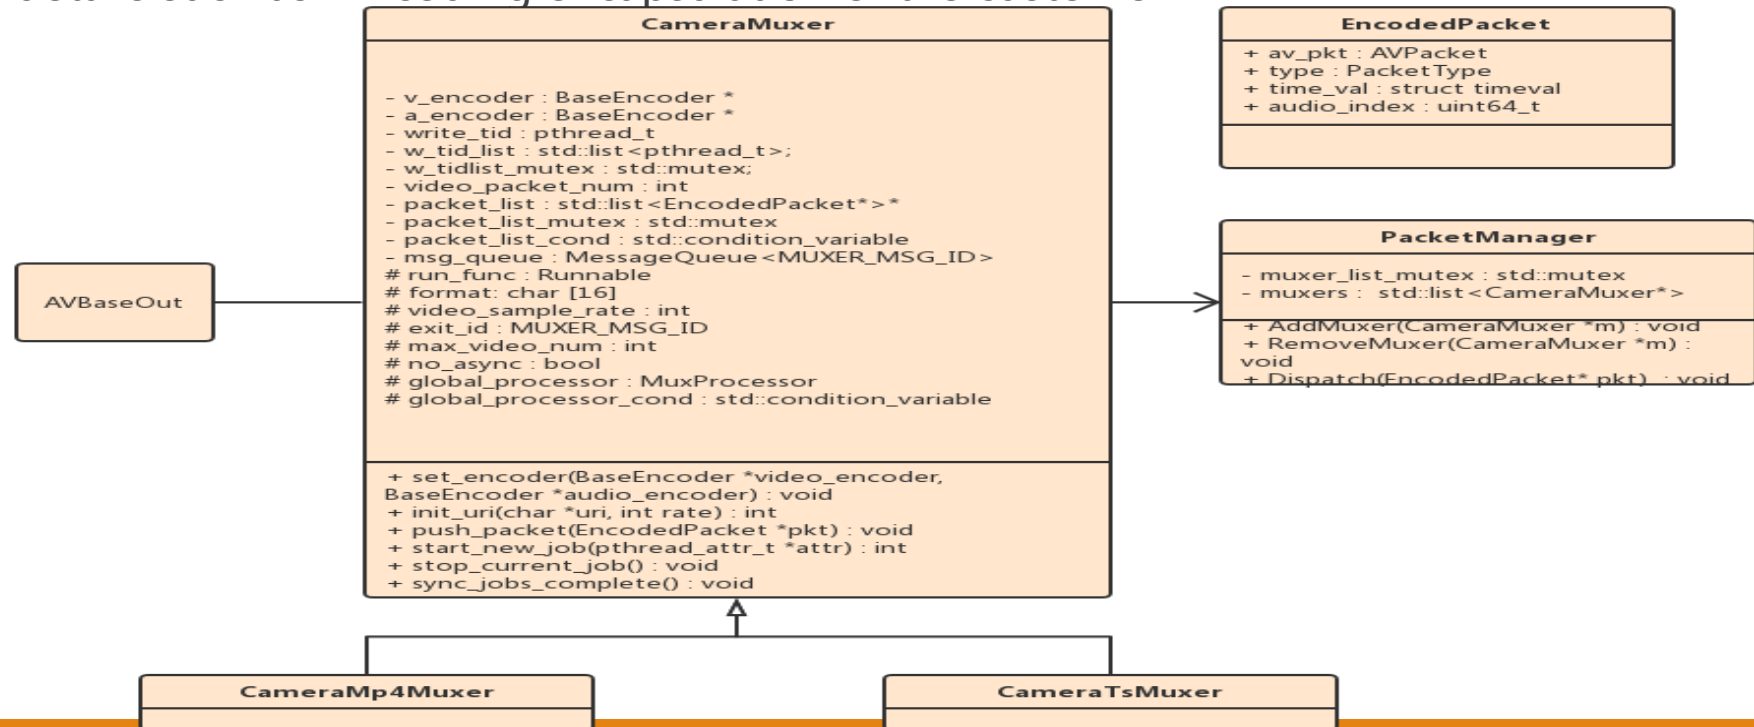 CameraMuxer
- v_encoder : BaseEncoder *
- a_encoder : BaseEncoder *
- write_tid : pthread_t
- w_tid_list : std::list<pthread_t>;
- w_tidlist_mutex : std::mutex;
- video_packet_num : int
- packet_list : std::list<EncodedPacket*>*
- packet_list_mutex : std::mutex
- packet_list_cond : std::condition_variable
- msg_queue : MessageQueue<MUXER_MSG_ID>
# run_func : Runnable
# format: char [16]
# video_sample_rate : int
# exit_id : MUXER_MSG_ID
# max_video_num : int
# no_async : bool
# global_processor : MuxProcessor
# global_processor_cond : std::condition_variable
+ set_encoder(BaseEncoder *video_encoder,
BaseEncoder *audio_encoder) : void
+ init_uri(char *uri, int rate) : int
+ push_packet(EncodedPacket *pkt) : void
+ start_new_job(pthread_attr_t *attr) : int
+ stop_current_job() : void
+ sync_jobs_complete() : void
EncodedPacket
+ av_pkt : AVPacket
+ type : PacketType
+ time_val : struct timeval
+ audio_index : uint64_t
PacketManager
- muxer_list_mutex : std::mutex
- muxers : std::list<CameraMuxer*>
+ AddMuxer(CameraMuxer *m) : void
+ RemoveMuxer(CameraMuxer *m) :
void
+ Dispatch(EncodedPacket* pkt) : void
AVBaseOut
CameraMp4Muxer
CameraTsMuxer